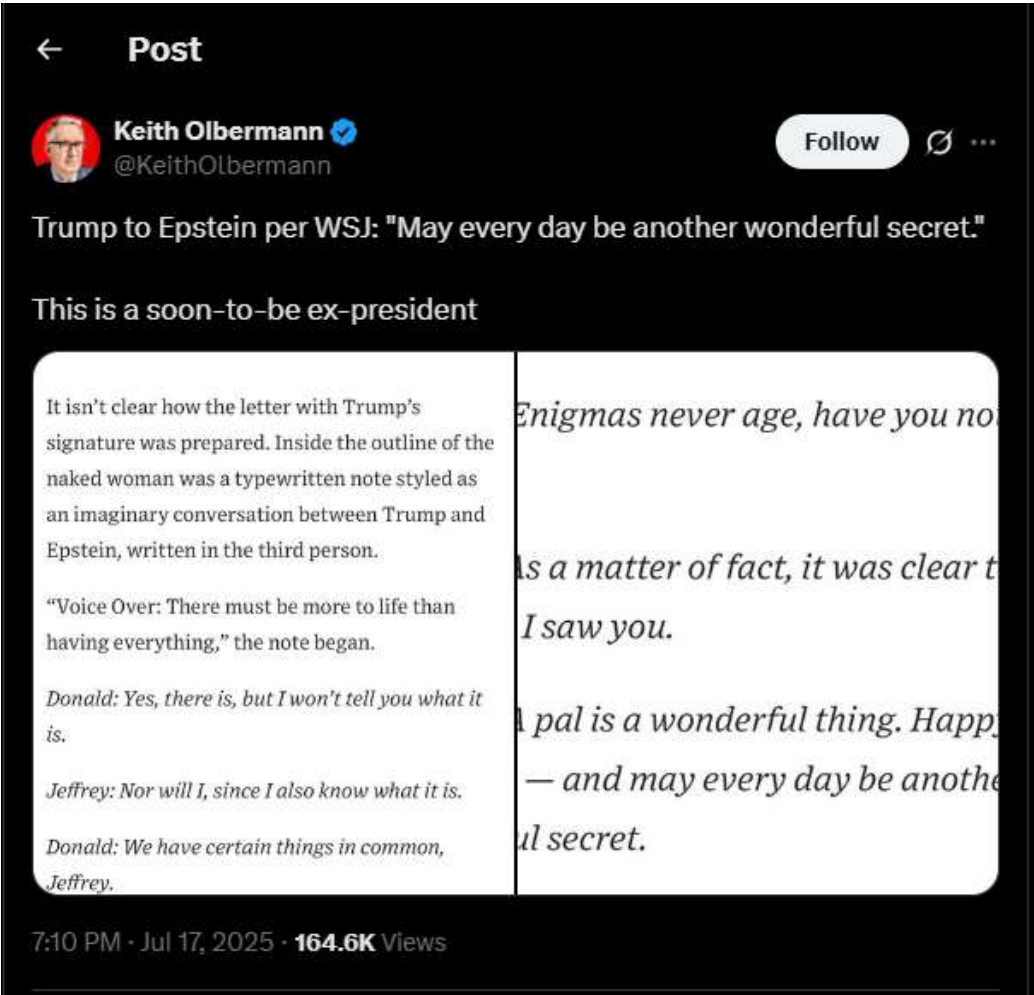 Post
Keith Olbermann
@KeithOlbermann
Follow
Trump to Epstein per WSJ: "May every day be another wonderful secret."
This is a soon-to-be ex-president
It isn’t clear how the letter with Trump’s
signature was prepared. Inside the outline of the
naked woman was a typewritten note styled as
an imaginary conversation between Trump and
Epstein, written in the third person.
“Voice Over: There must be more to life than
having everything,” the note began.
Donald: Yes, there is, but I won’t tell you what it
is.
Jeffrey: Nor will I, since I also know what it is.
Donald: We have certain things in common,
Jeffrey.
Enigmas never age, have you
As a matter of fact, it was clear
I saw you.
A pal is a wonderful thing.
— and may every day be
secret.
7:10 PM · Jul 17, 2025 · 164.6K Views